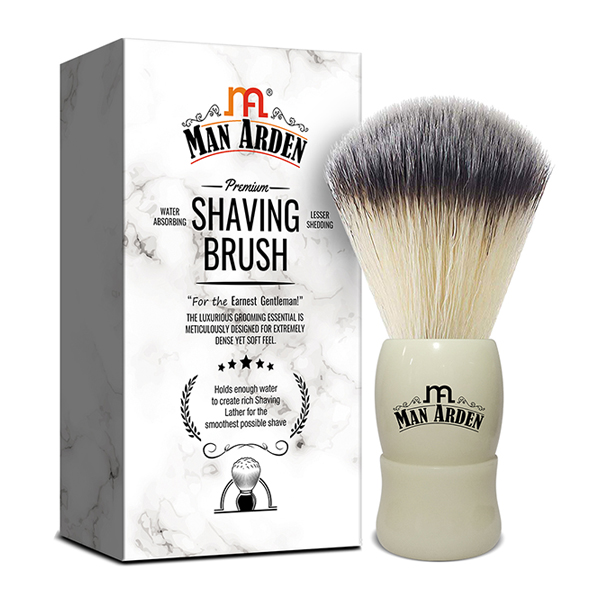 MA®
MAN ARDEN
Premium
WATER
ABSORBING
SHAVING
BRUSH
LESSER
SHEDDING
"For the Earnest Gentleman!"
THE LUXURIOUS GROOMING ESSENTIAL IS
METICULOUSLY DESIGNED FOR EXTREMELY
DENSE YET SOFT FEEL.
Holds enough water
to create rich Shaving
Lather for the
smoothest possible shave
MA
MAN ARDEN